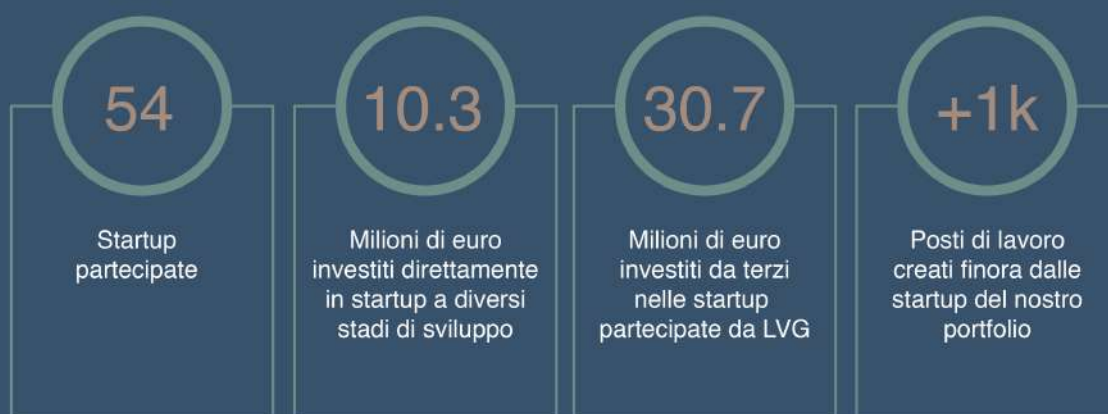 54
Startup
partecipate
10.3
Milioni di euro
investiti direttamente
in startup a diversi
stadi di sviluppo
30.7
Milioni di euro
investiti da terzi
nelle startup
partecipate da LVG
+1k
Posti di lavoro
creati finora dalle
startup del nostro
portfolio